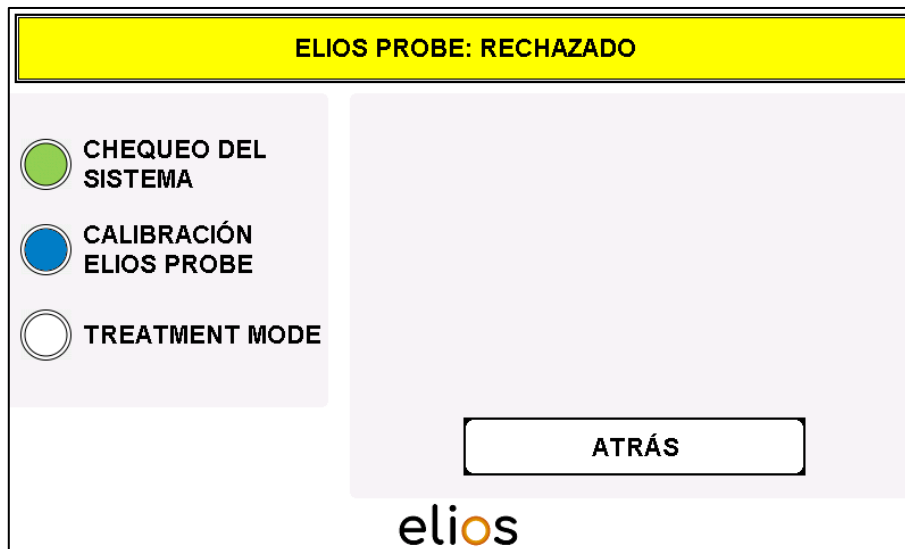 ELIOS PROBE: RECHAZADO
CHEQUEO DEL
SISTEMA
CALIBRACIÓN
ELIOS PROBE
TREATMENT MODE
ATRÁS
elios